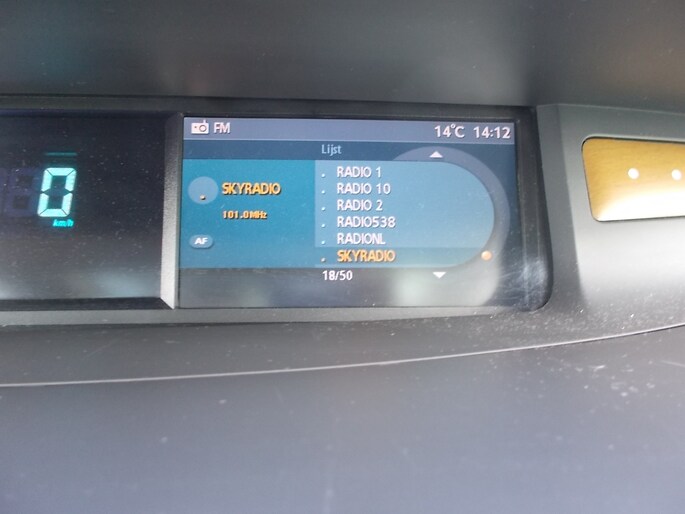 FM 14°C 14:12
Lijst
SKYRADIO
101.0MHz
AF
. RADIO 1
. RADIO 10
. RADIO 2
. RADIO538
. RADIONL
. SKYRADIO
18/50
0
km/h